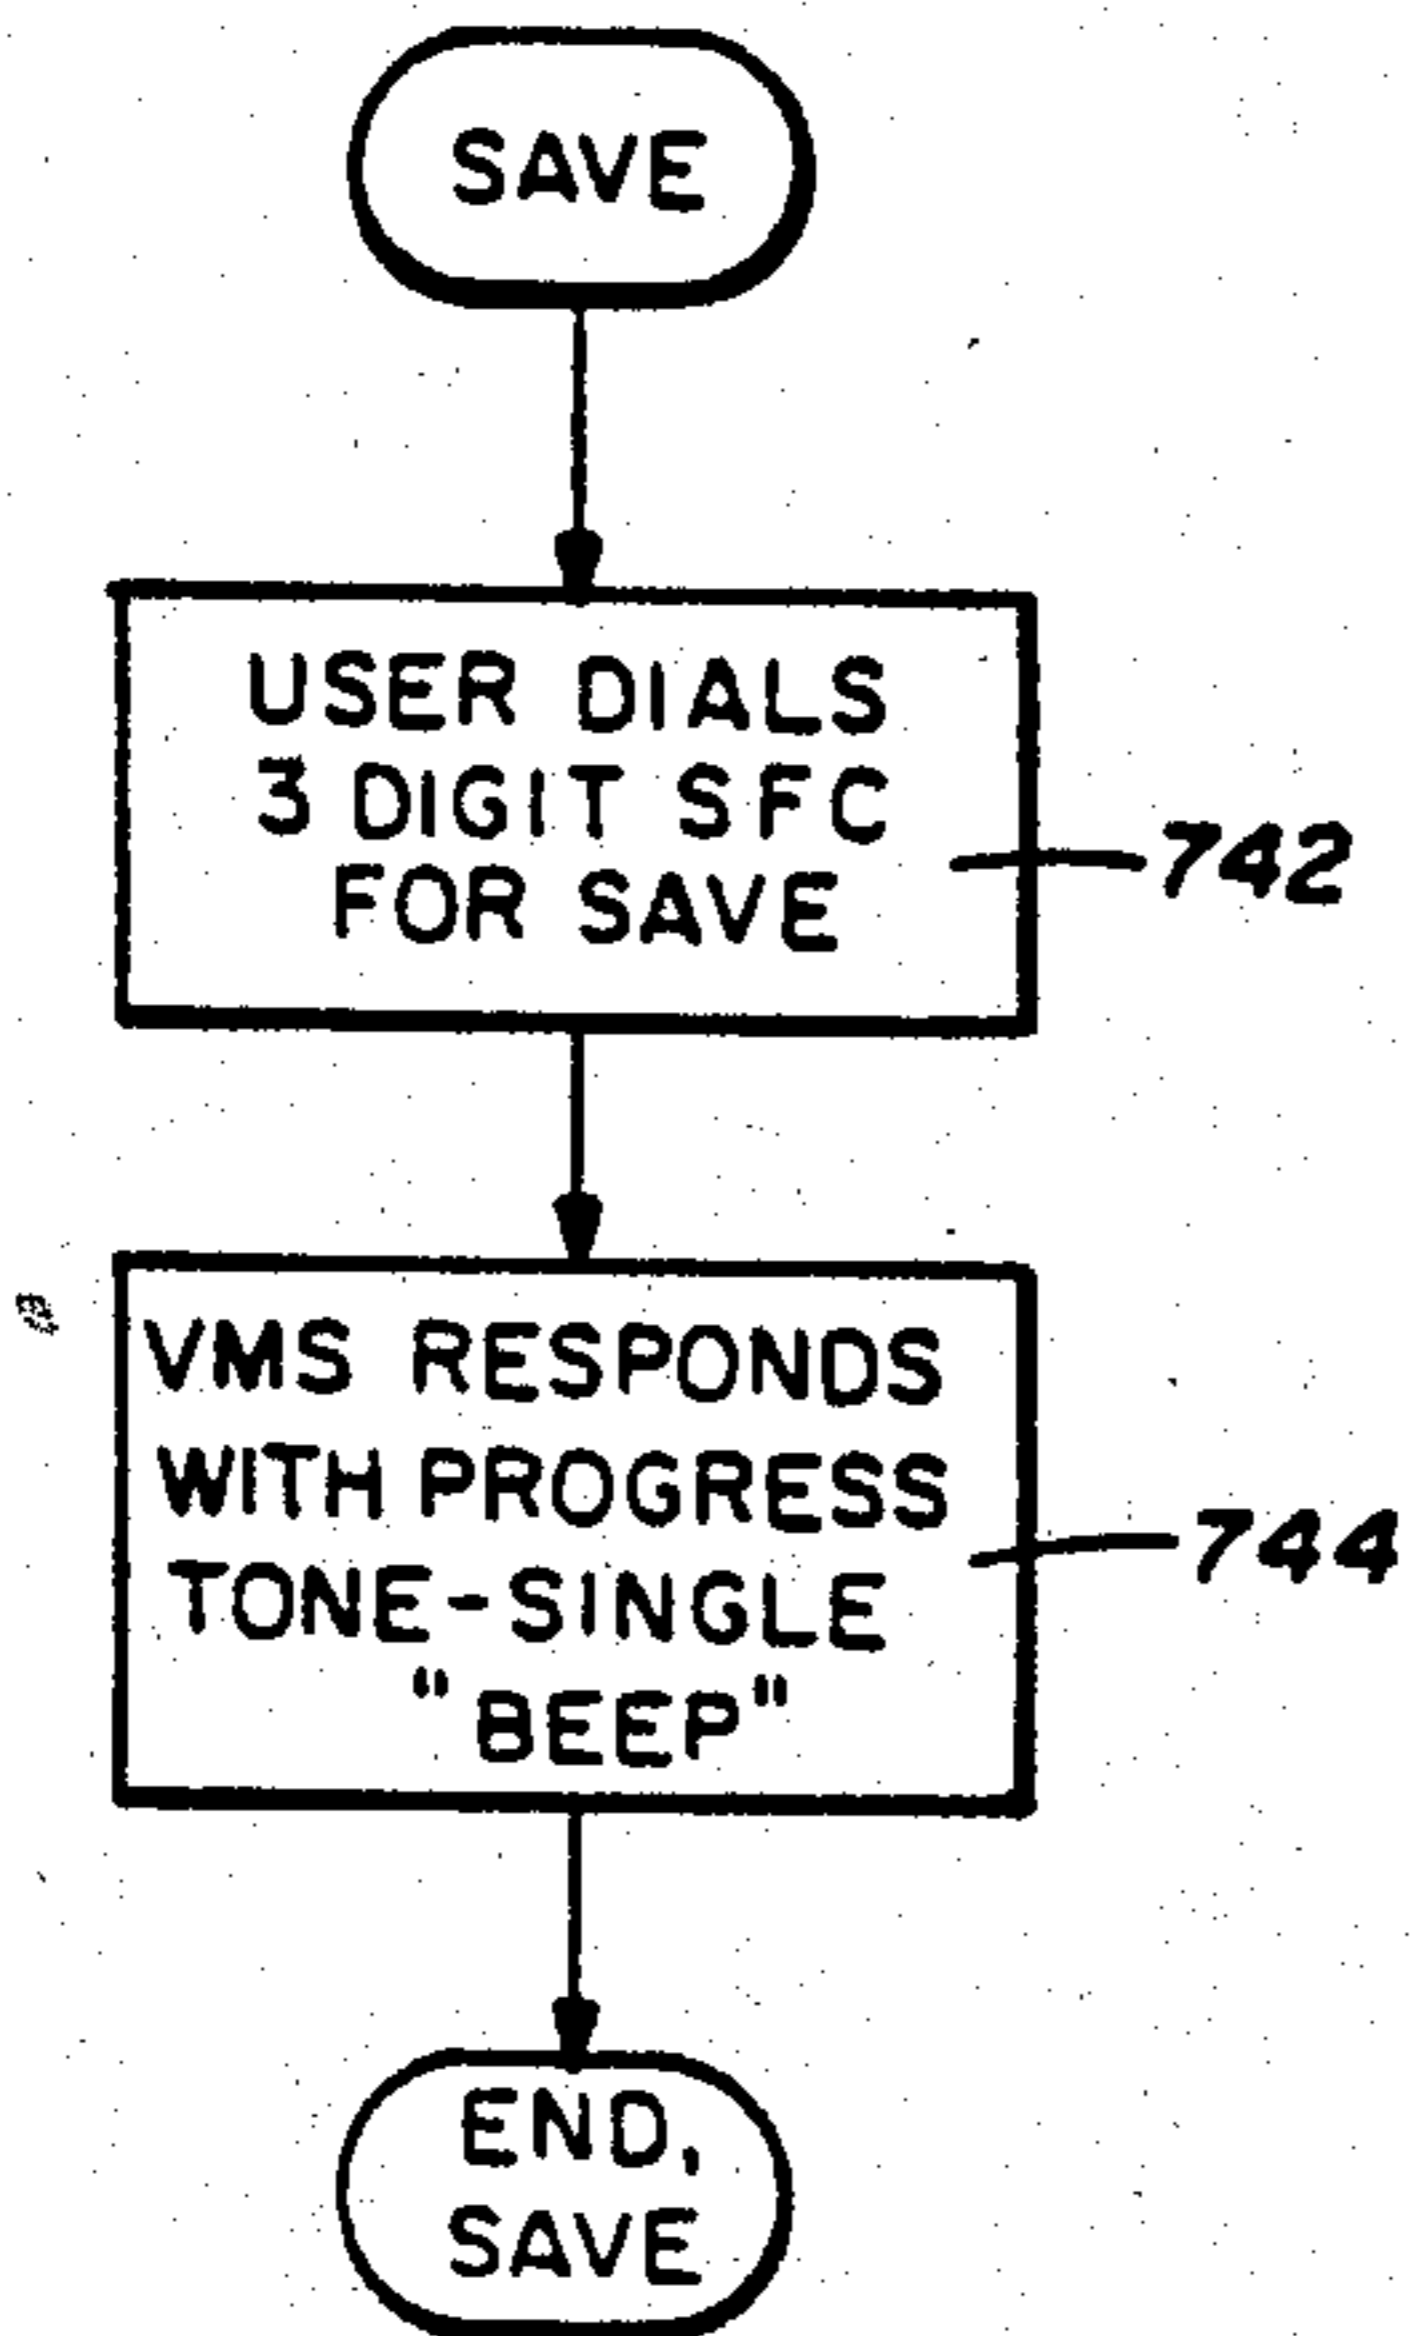 SAVE
USER DIALS
3 DIGIT SFC
FOR SAVE
742
VMS RESPONDS
WITH PROGRESS
TONE-SINGLE
"BEEP"
744
END,
SAVE